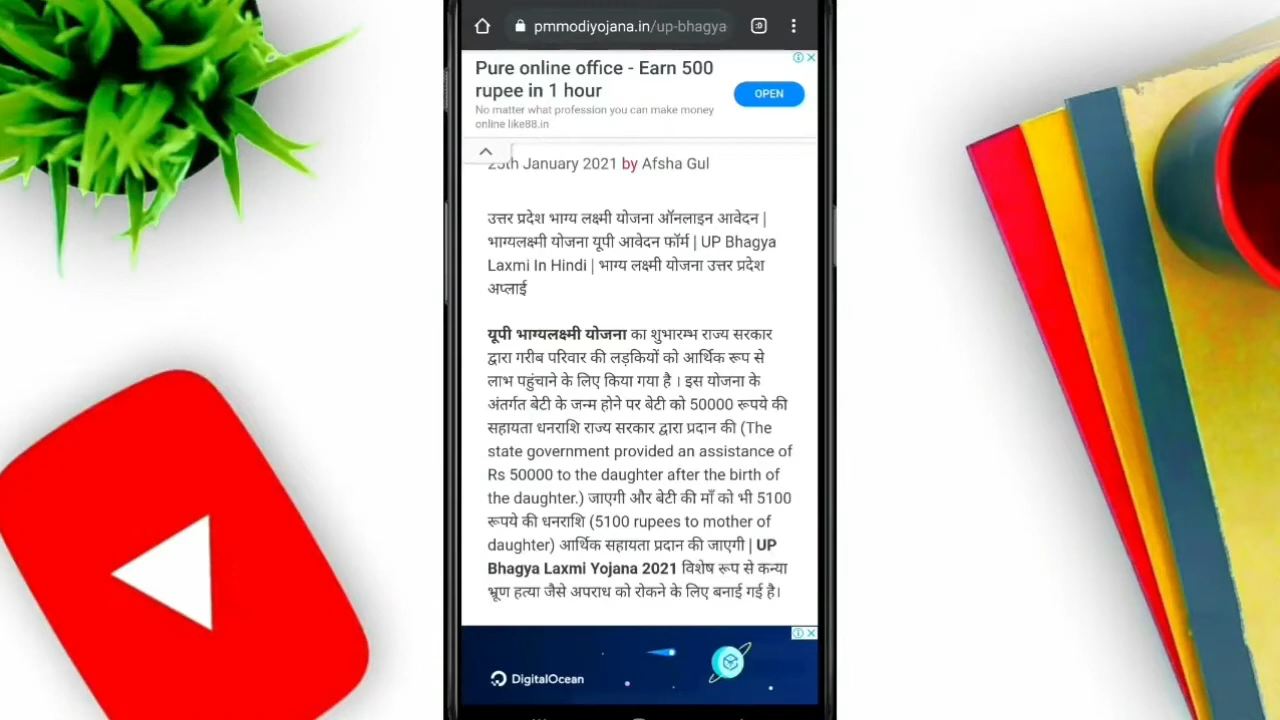 pmmodiyojana.in/up-bhagya
:D
Pure online office - Earn 500
rupee in 1 hour
OPEN
No matter what profession you can make money
online like88.in
25th January 2021 by Afsha Gul
उत्तर प्रदेश भाग्य लक्ष्मी योजना ऑनलाइन आवेदन |
भाग्यलक्ष्मी योजना यूपी आवेदन फॉर्म | UP Bhagya
Laxmi In Hindi | भाग्य लक्ष्मी योजना उत्तर प्रदेश
अप्लाई
यूपी भाग्यलक्ष्मी योजना का शुभारम्भ राज्य सरकार
द्वारा गरीब परिवार की लड़कियों को आर्थिक रूप से
लाभ पहुंचाने के लिए किया गया है । इस योजना के
अंतर्गत बेटी के जन्म होने पर बेटी को 50000 रूपये की
सहायता धनराशि राज्य सरकार द्वारा प्रदान की (The
state government provided an assistance of
Rs 50000 to the daughter after the birth of
the daughter.) जाएगी और बेटी की माँ को भी 5100
रूपये की धनराशि (5100 rupees to mother of
daughter) आर्थिक सहायता प्रदान की जाएगी | UP
Bhagya Laxmi Yojana 2021 विशेष रूप से कन्या
भ्रूण हत्या जैसे अपराध को रोकने के लिए बनाई गई है।
DigitalOcean